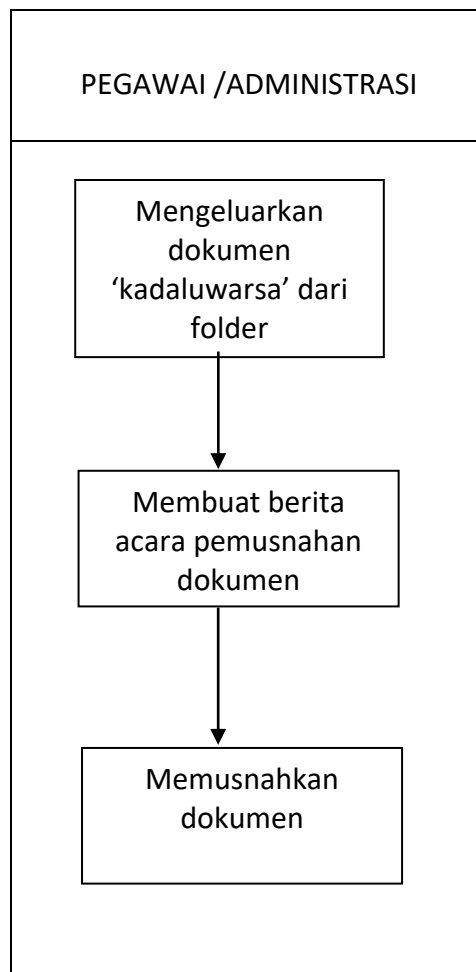 PEGAWAI /ADMINISTRASI
Mengeluarkan
dokumen
‘kadaluwarsa’ dari
folder
Membuat berita
acara pemusnahan
dokumen
Memusnahkan
dokumen